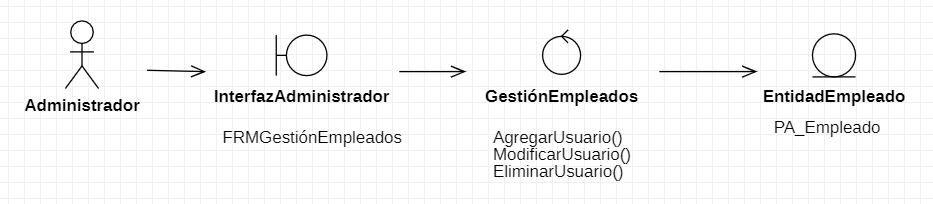 Administrador
InterfazAdministrador
FRMGestiónEmpleados
GestiónEmpleados
AgregarUsuario()
ModificarUsuario()
EliminarUsuario()
EntidadEmpleado
PA_Empleado